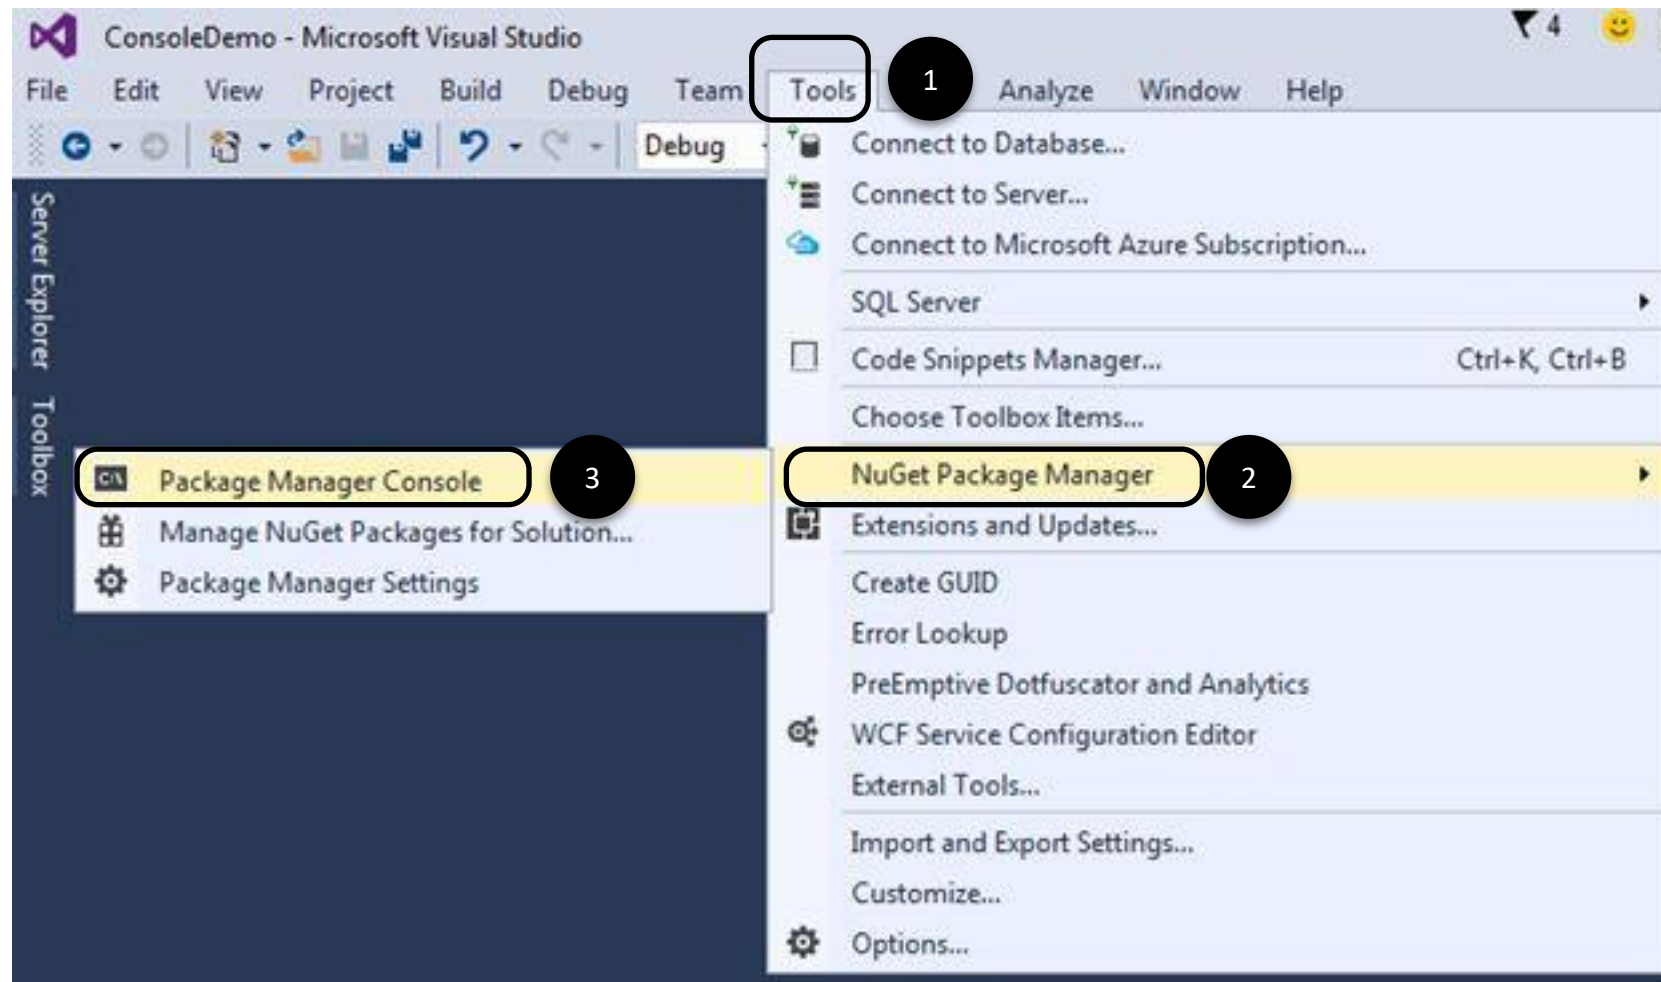 ConsoleDemo - Microsoft Visual Studio
4
File Edit View Project Build Debug Team Tools 1 Analyze Window Help
Debug
Server Explorer
Toolbox
Connect to Database...
Connect to Server...
Connect to Microsoft Azure Subscription...
SQL Server
Code Snippets Manager... Ctrl+K, Ctrl+B
Choose Toolbox Items...
NuGet Package Manager 2
Package Manager Console 3
Manage NuGet Packages for Solution...
Package Manager Settings
Extensions and Updates...
Create GUID
Error Lookup
PreEmptive Dotfuscator and Analytics
WCF Service Configuration Editor
External Tools...
Import and Export Settings...
Customize...
Options...